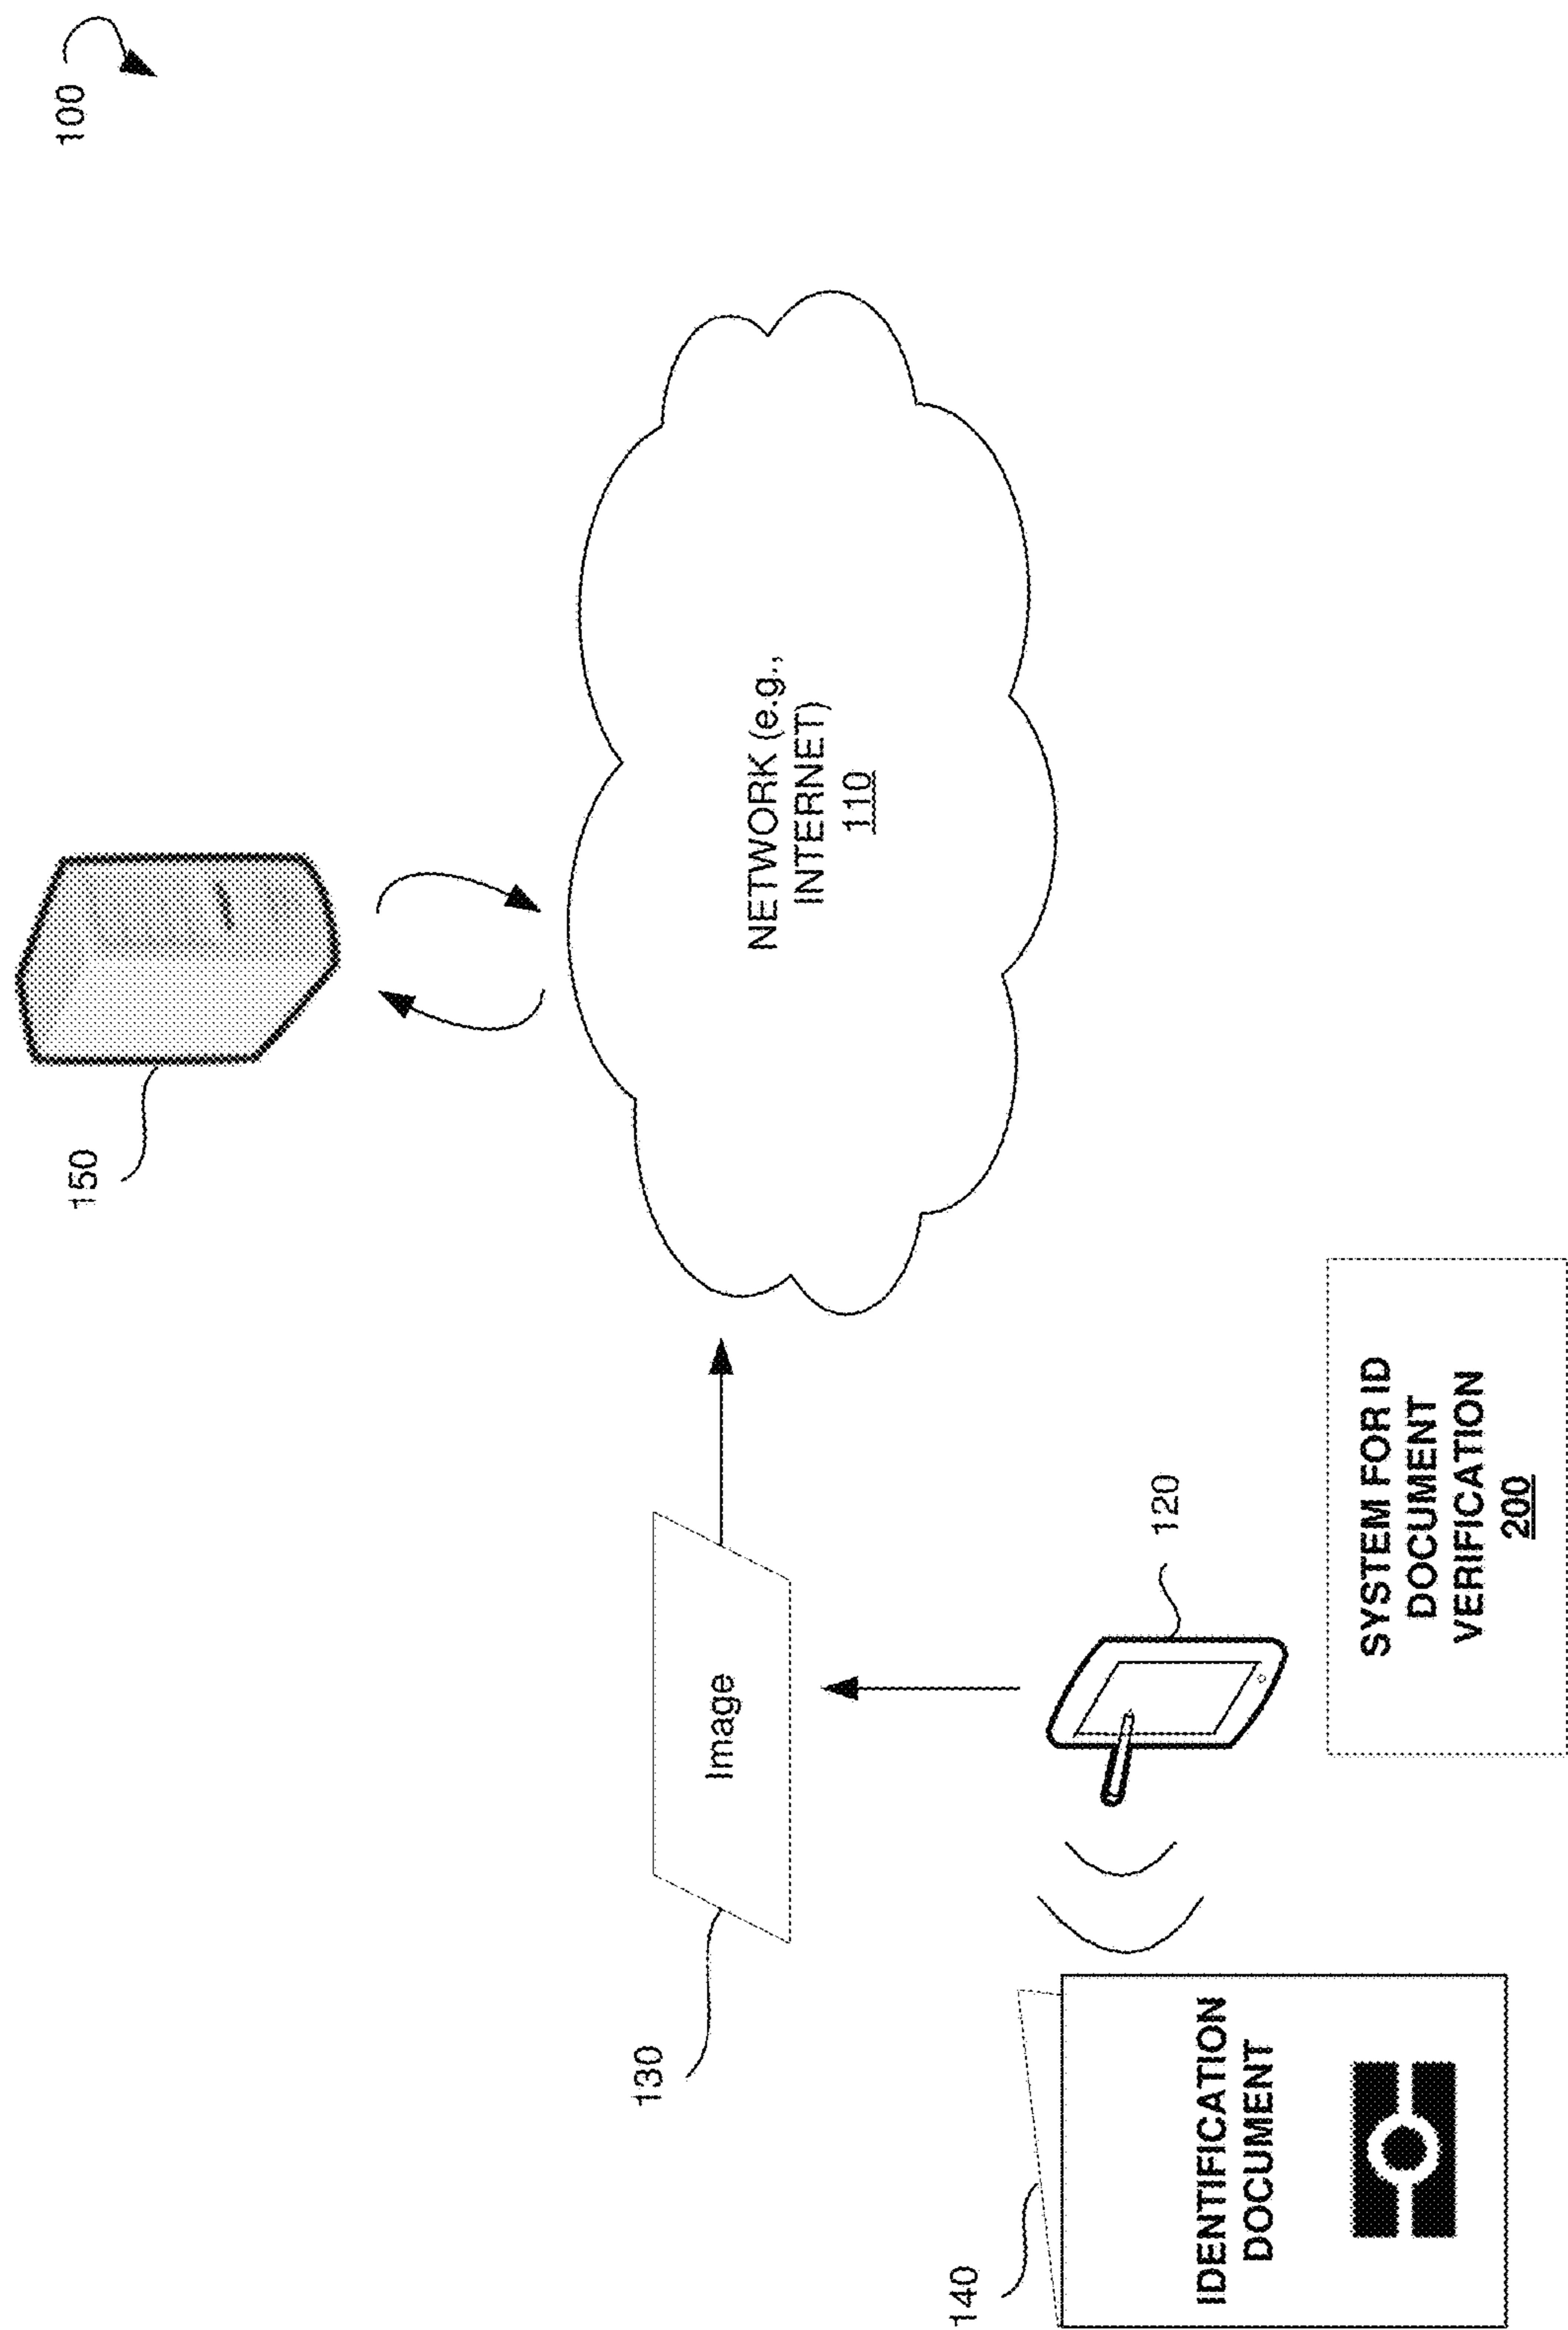 100
150
NETWORK (e.g.,
INTERNET)
110
Image
130
120
140
IDENTIFICATION
DOCUMENT
SYSTEM FOR ID
DOCUMENT
VERIFICATION
200